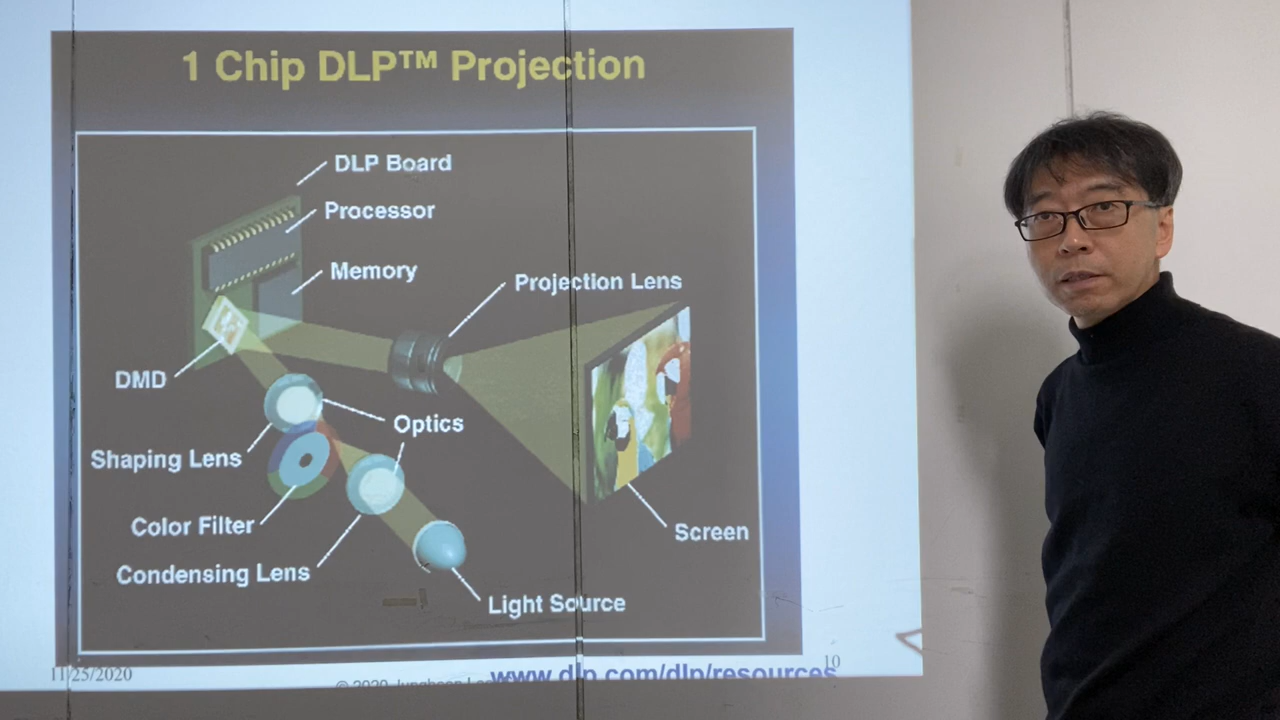 1 Chip DLP™ Projection
DLP Board
Processor
Memory
Projection Lens
DMD
Optics
Shaping Lens
Color Filter
Screen
Condensing Lens
Light Source
11/25/2020
10
© 2020
www.dlp.com/dlp/resources